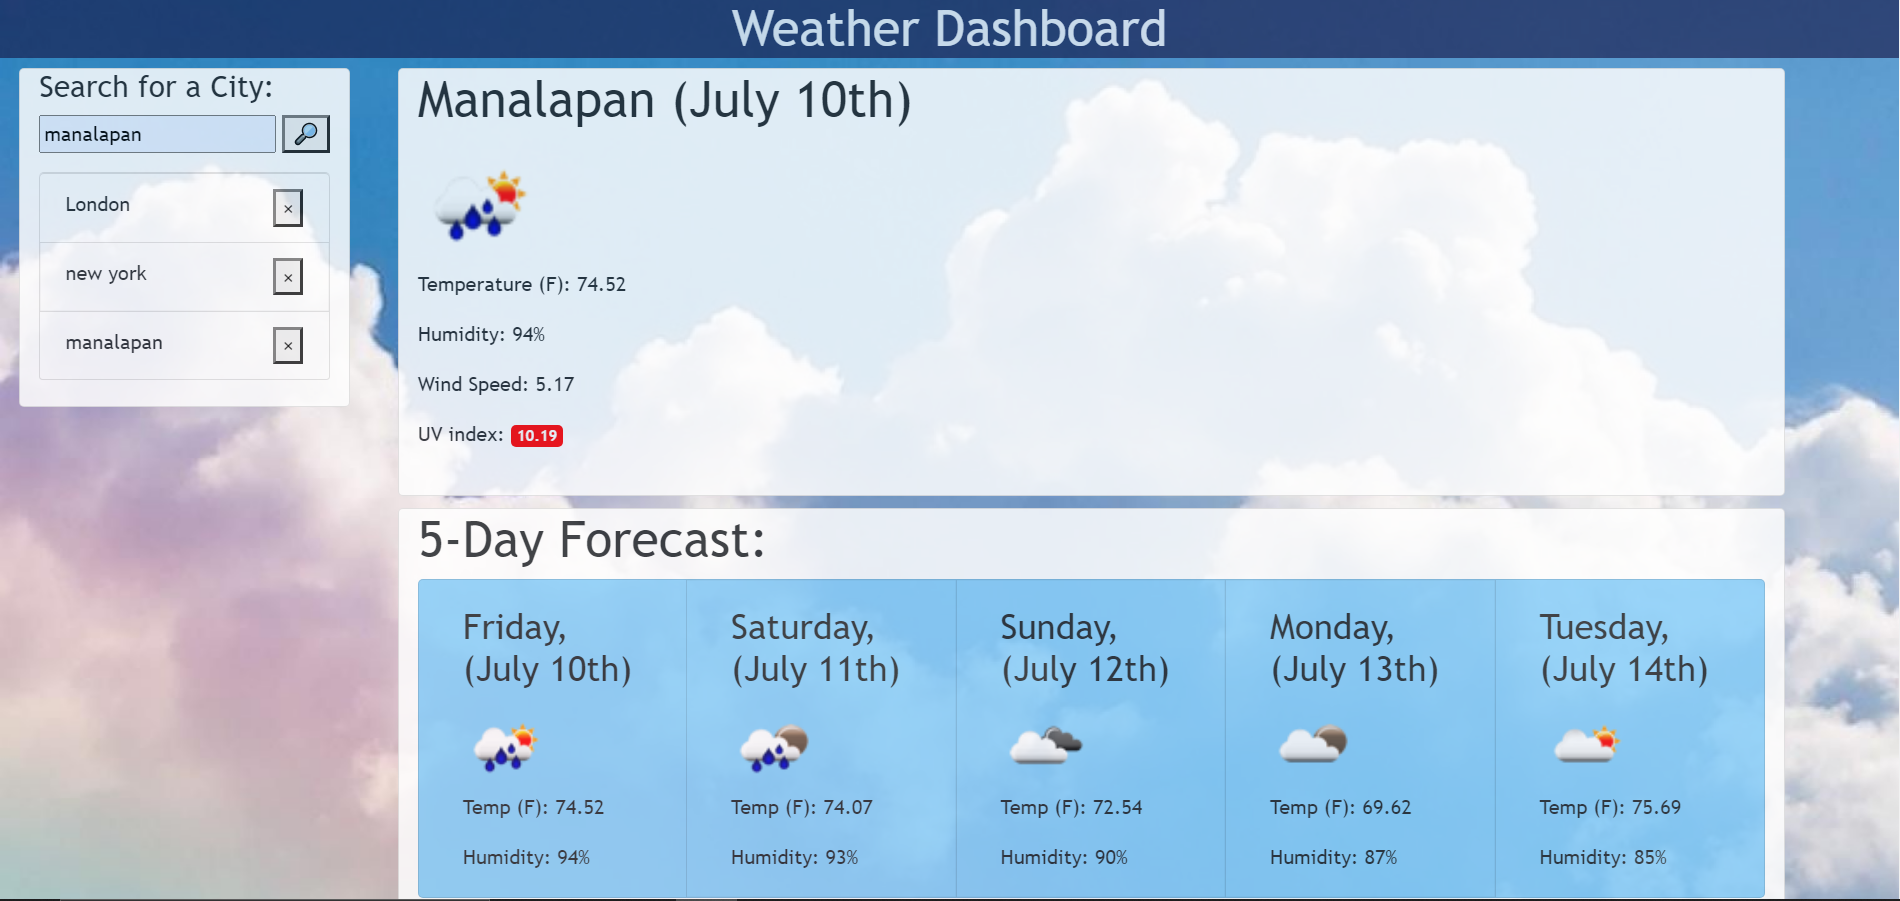 Weather Dashboard
Search for a City:
manalapan
London
×
new york
×
manalapan
×
Manalapan (July 10th)
Temperature (F): 74.52
Humidity: 94%
Wind Speed: 5.17
UV index: 10.19
5-Day Forecast:
Friday,
(July 10th)
Temp (F): 74.52
Humidity: 94%
Saturday,
(July 11th)
Temp (F): 74.07
Humidity: 93%
Sunday,
(July 12th)
Temp (F): 72.54
Humidity: 90%
Monday,
(July 13th)
Temp (F): 69.62
Humidity: 87%
Tuesday,
(July 14th)
Temp (F): 75.69
Humidity: 85%